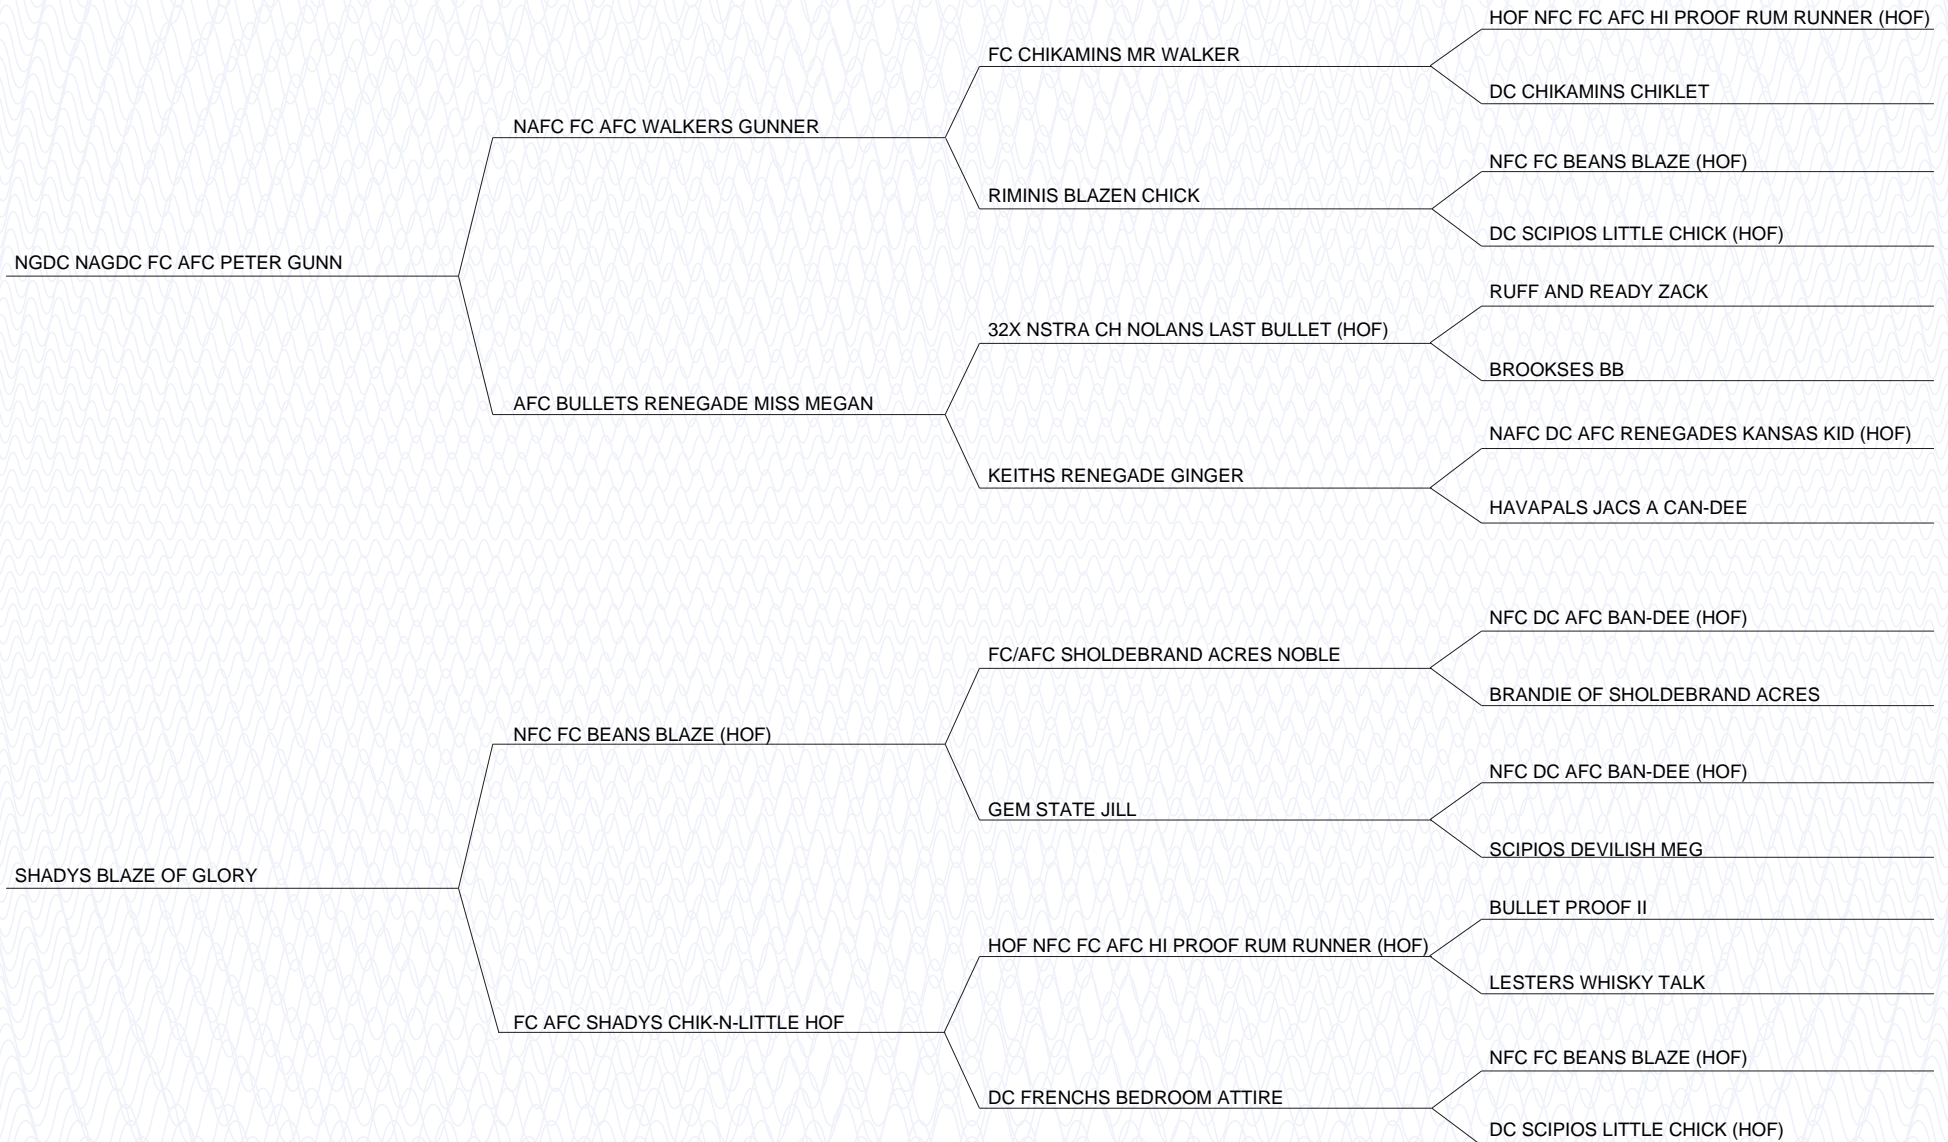 HOF NFC FC AFC HI PROOF RUM RUNNER (HOF)
FC CHIKAMINS MR WALKER
DC CHIKAMINS CHIKLET
NAFC FC AFC WALKERS GUNNER
NFC FC BEANS BLAZE (HOF)
RIMINIS BLAZEN CHICK
DC SCIPIOS LITTLE CHICK (HOF)
NGDC NAGDC FC AFC PETER GUNN
RUFF AND READY ZACK
32X NSTRA CH NOLANS LAST BULLET (HOF)
BROOKSES BB
AFC BULLETS RENEGADE MISS MEGAN
NAFC DC AFC RENEGADES KANSAS KID (HOF)
KEITHS RENEGADE GINGER
HAVAPALS JACS A CAN-DEE
NFC DC AFC BAN-DEE (HOF)
FC/AFC SHOLDEBRAND ACRES NOBLE
BRANDIE OF SHOLDEBRAND ACRES
NFC FC BEANS BLAZE (HOF)
NFC DC AFC BAN-DEE (HOF)
GEM STATE JILL
SCIPIOS DEVILISH MEG
SHADYS BLAZE OF GLORY
BULLET PROOF II
HOF NFC FC AFC HI PROOF RUM RUNNER (HOF)
LESTERS WHISKY TALK
FC AFC SHADYS CHIK-N-LITTLE HOF
NFC FC BEANS BLAZE (HOF)
DC FRENCHS BEDROOM ATTIRE
DC SCIPIOS LITTLE CHICK (HOF)